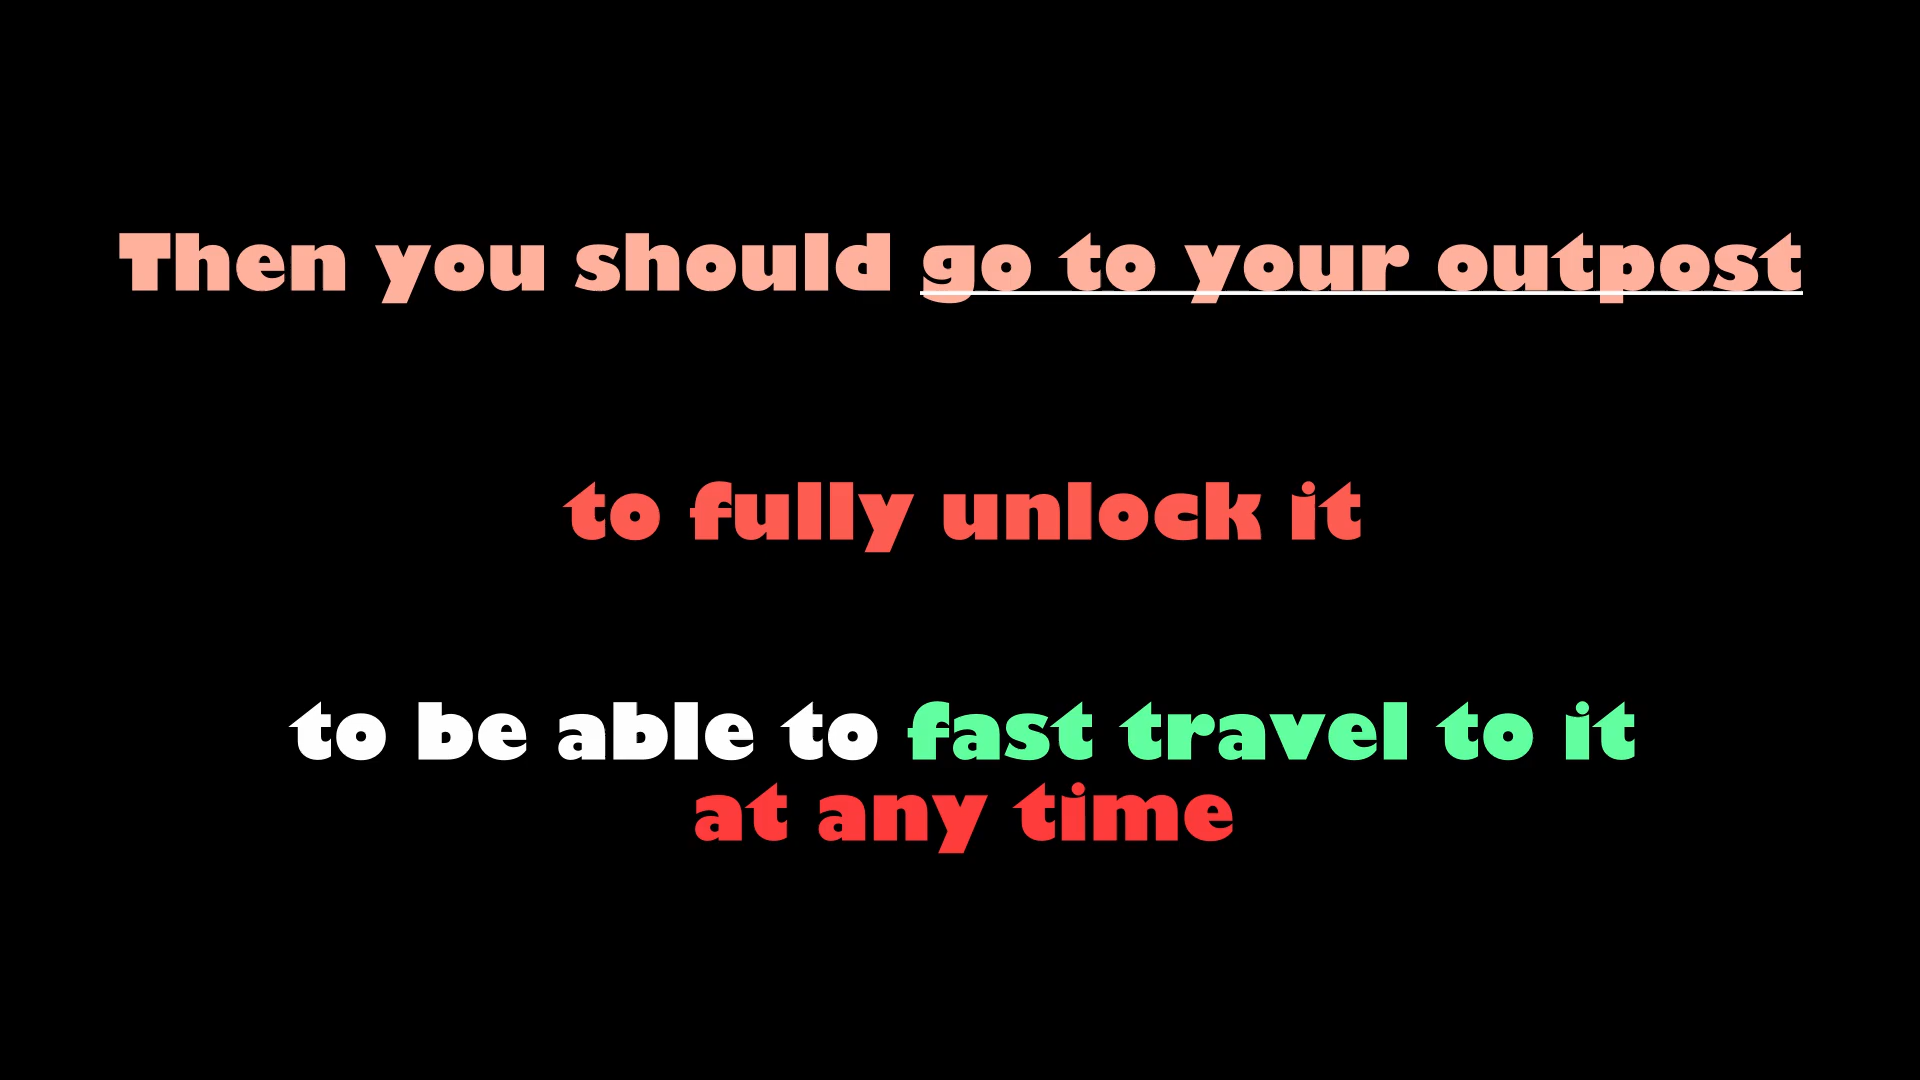 Then you should go to your outpost
to fully unlock it
to be able to fast travel to it
at any time